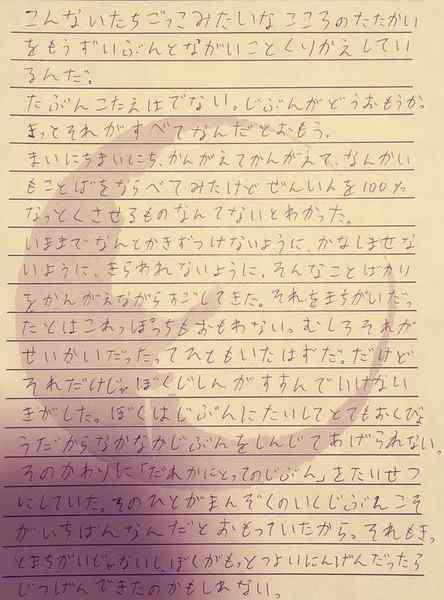 こんないたちごっこみたいなこころのたたかい
をもうずいぶんとながいことくりかえしてい
るんだ。
たぶんこたえはでない。じぶんがどうおもうか。
きっとそれがすべてなんだとおもう。
まいにちまいにち、かんがえてかんがえて、なんかい
もことばをならべてみたけどぜんいんを100%
なっとくさせるものなんてないとわかった。
いままでなんとかきずつけないように、かなしませな
いように、きらわれないように、そんなことばかり
をかんがえながらすごしてきた。それをまちがいだっ
たとはこれっぽっちもおもわない。むしろそれが
せいかいだったってひともいたはずだ。だけど
それだけじゃぼくじしんがすすんでいけない
きがした。ぼくはじぶんにたいしてとてもおくびょ
うだからなかなかじぶんをしんじてあげられない。
そのかわりに「だれかにとってのじぶん」をたいせつ
にしていた。そのひとがまんぞくのいくじぶんこそ
がいちばんなんだとおもっていたから。それもきっ
とまちがいじゃないし、ぼくがもっとつよいにんげんだったら
じつげんできたのかもしれない。